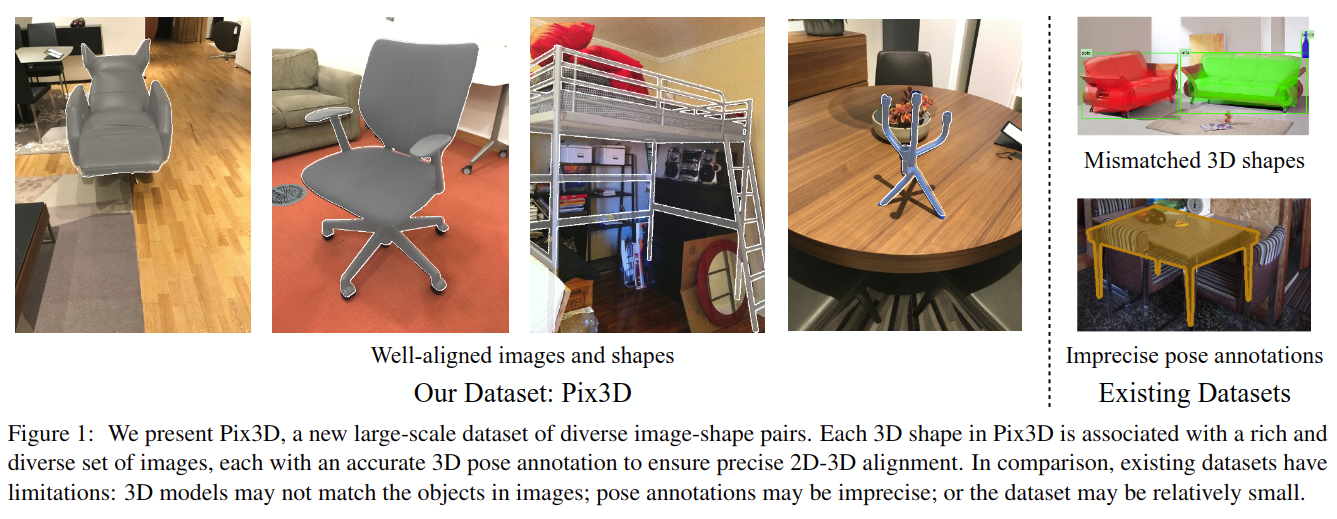 Mismatched 3D shapes
Well-aligned images and shapes
Imprecise pose annotations
Our Dataset: Pix3D
Existing Datasets
Figure 1: We present Pix3D, a new large-scale dataset of diverse image-shape pairs. Each 3D shape in Pix3D is associated with a rich and
diverse set of images, each with an accurate 3D pose annotation to ensure precise 2D-3D alignment. In comparison, existing datasets have
limitations: 3D models may not match the objects in images; pose annotations may be imprecise; or the dataset may be relatively small.